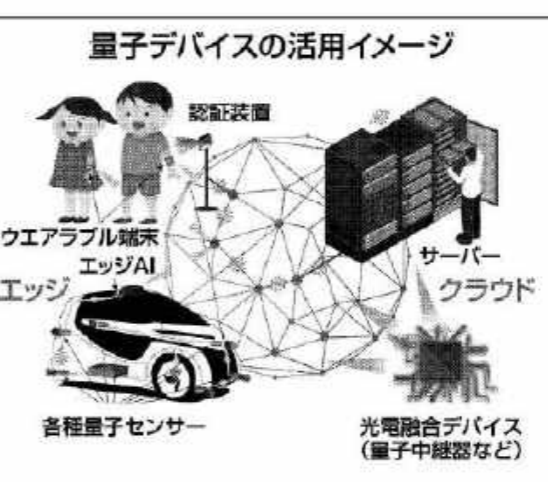 量子デバイスの活用イメージ
認証装置
ウエアラブル端末
エッジAI
エッジ
サーバー
クラウド
各種量子センサー
光電融合デバイス
(量子中継器など)